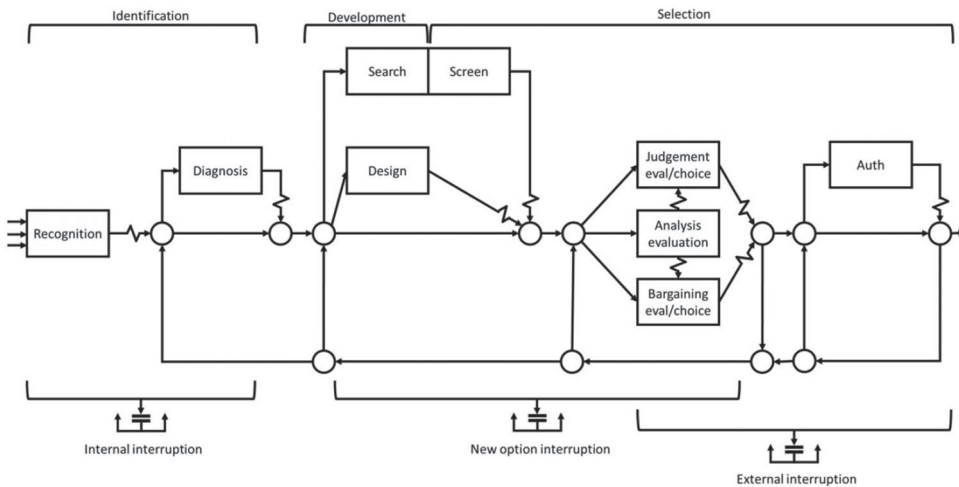 Identification
Development
Selection
Search
Screen
Diagnosis
Design
Judgement
eval/choice
Auth
Recognition
Analysis
evaluation
Bargaining
eval/choice
Internal interruption
New option interruption
External interruption